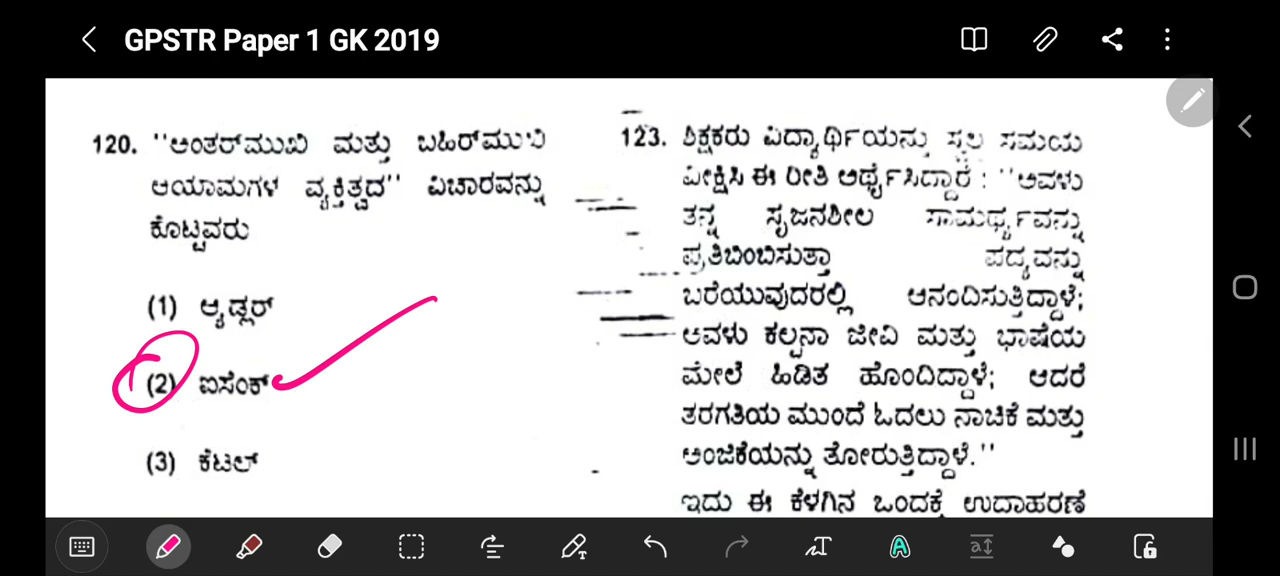 GPSTR Paper 1 GK 2019
120. "ಅಂತರ್‌ಮುಖಿ ಮತ್ತು ಬಹಿರ್‌ಮುಖಿ
ಆಯಾಮಗಳ ವ್ಯಕ್ತಿತ್ವದ" ವಿಚಾರವನ್ನು
ಕೊಟ್ಟವರು
(1) ಆ್ಯಡ್ಲರ್
(2) ಐಸೆಂಕ್
(3) ಕೆಟಲ್
123. ಶಿಕ್ಷಕರು ವಿದ್ಯಾರ್ಥಿಯನ್ನು ಸ್ವಲ್ಪ ಸಮಯ
ವೀಕ್ಷಿಸಿ ಈ ರೀತಿ ಅರ್ಥೈಸಿದ್ದಾರೆ : "ಅವಳು
ತನ್ನ ಸೃಜನಶೀಲ ಸಾಮರ್ಥ್ಯವನ್ನು
ಪ್ರತಿಬಿಂಬಿಸುತ್ತಾ ಪದ್ಯವನ್ನು
ಬರೆಯುವುದರಲ್ಲಿ ಆನಂದಿಸುತ್ತಿದ್ದಾಳೆ;
ಅವಳು ಕಲ್ಪನಾ ಜೀವಿ ಮತ್ತು ಭಾಷೆಯ
ಮೇಲೆ ಹಿಡಿತ ಹೊಂದಿದ್ದಾಳೆ; ಆದರೆ
ತರಗತಿಯ ಮುಂದೆ ಓದಲು ನಾಚಿಕೆ ಮತ್ತು
ಅಂಜಿಕೆಯನ್ನು ತೋರುತ್ತಿದ್ದಾಳೆ."
ಇದು ಈ ಕೆಳಗಿನ ಒಂದಕ್ಕೆ ಉದಾಹರಣೆ